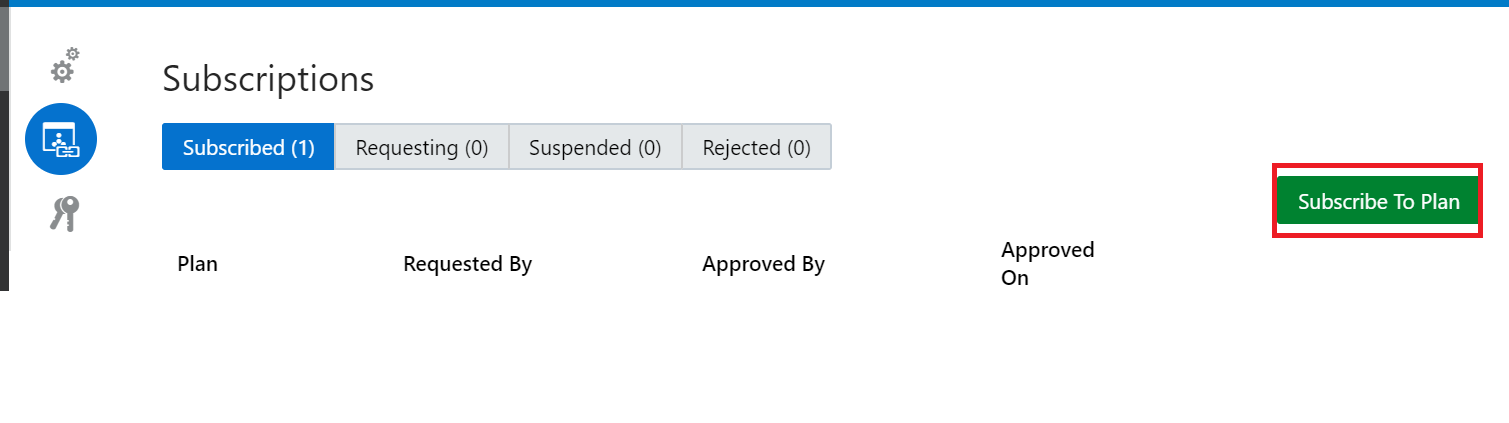 Subscriptions
Subscribed (1) Requesting (0) Suspended (0) Rejected (0)
Subscribe To Plan
Plan Requested By Approved By Approved
On